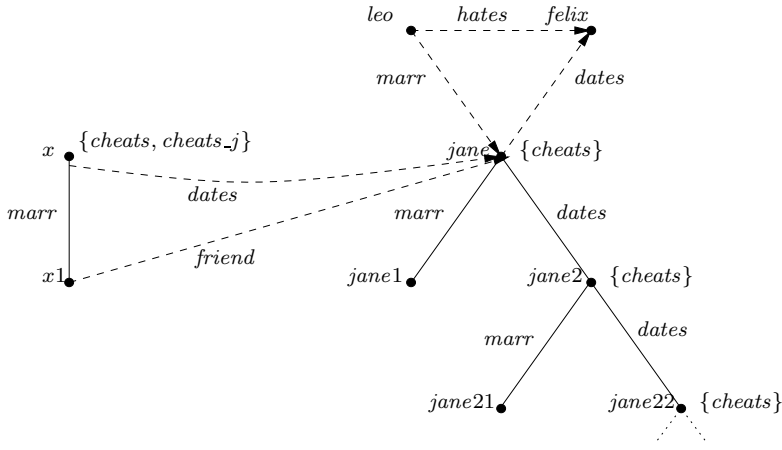 leo hates felix
marr dates
x {cheats, cheats_j} jane {cheats}
dates
marr marr dates
friend
x1 jane1 jane2 {cheats}
marr dates
jane21 jane22 {cheats}